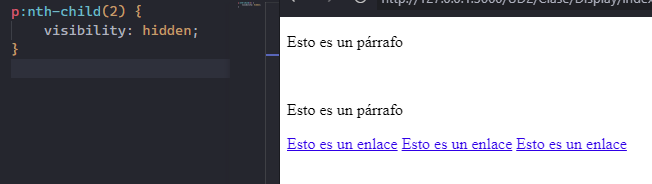 p:nth-child(2) {
visibility: hidden;
}
Esto es un párrafo
Esto es un párrafo
Esto es un enlace Esto es un enlace Esto es un enlace